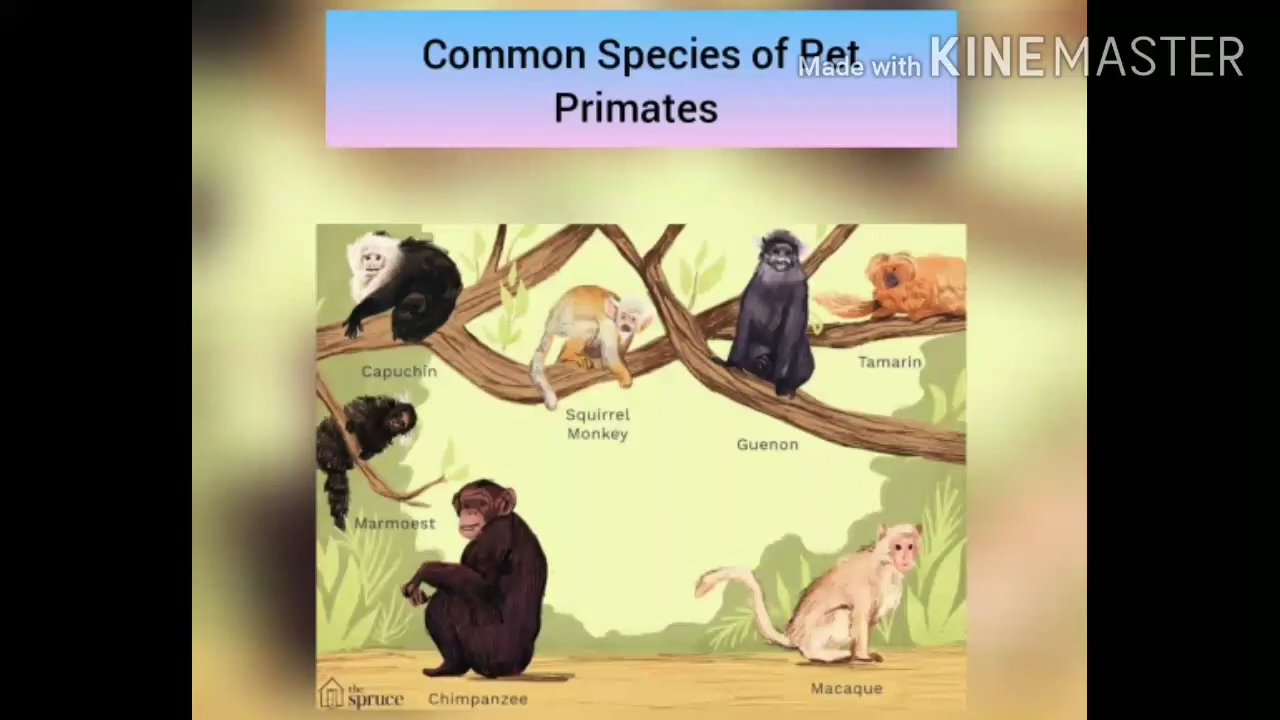 Common Species of Pet
Primates
Made with KINEMASTER
Capuchin
Tamarin
Squirrel
Monkey
Guenon
Marmoest
Macaque
the
spruce
Chimpanzee